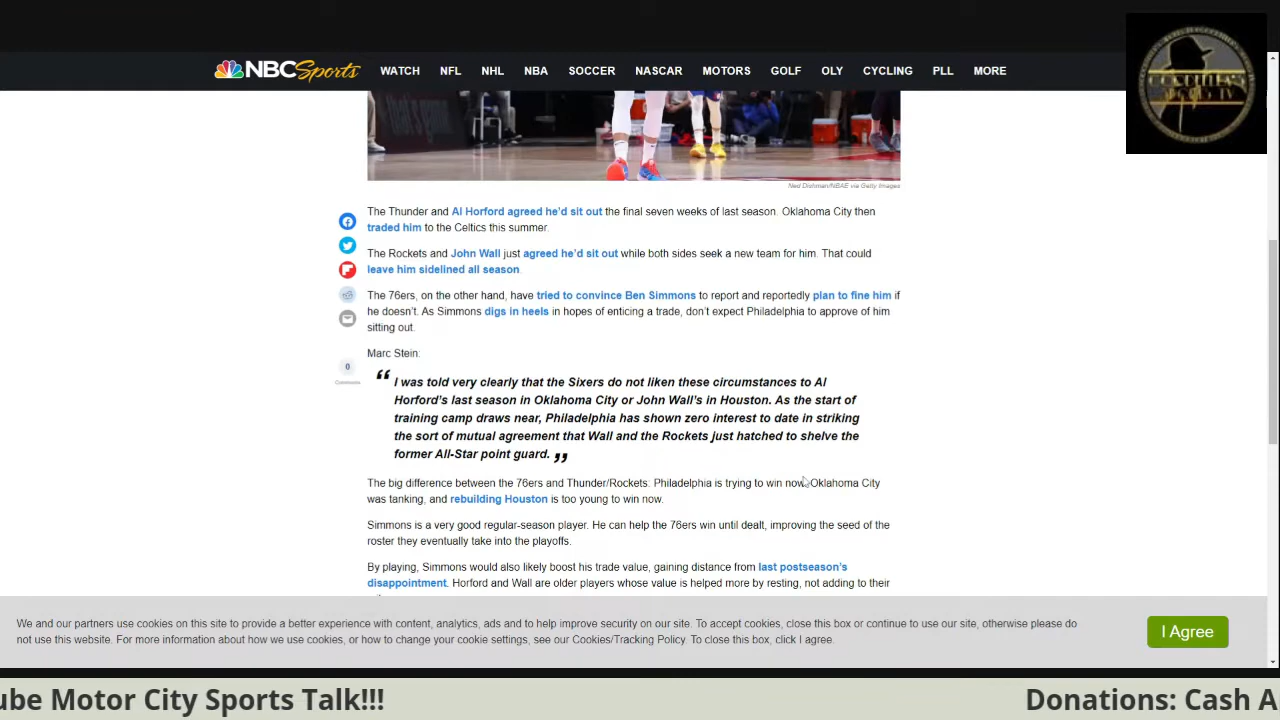 NBC Sports WATCH NFL NHL NBA SOCCER NASCAR MOTORS GOLF OLY CYCLING PLL MORE
Ned Dishman/NBAE via Getty Images
The Thunder and Al Horford agreed he'd sit out the final seven weeks of last season. Oklahoma City then
traded him to the Celtics this summer.
The Rockets and John Wall just agreed he'd sit out while both sides seek a new team for him. That could
leave him sidelined all season.
The 76ers, on the other hand, have tried to convince Ben Simmons to report and reportedly plan to fine him if
he doesn't. As Simmons digs in heels in hopes of enticing a trade, don't expect Philadelphia to approve of him
sitting out.
Marc Stein:
0
Comments
“ I was told very clearly that the Sixers do not liken these circumstances to Al
Horford's last season in Oklahoma City or John Wall's in Houston. As the start of
training camp draws near, Philadelphia has shown zero interest to date in striking
the sort of mutual agreement that Wall and the Rockets just hatched to shelve the
former All-Star point guard. ”
The big difference between the 76ers and Thunder/Rockets: Philadelphia is trying to win now. Oklahoma City
was tanking, and rebuilding Houston is too young to win now.
Simmons is a very good regular-season player. He can help the 76ers win until dealt, improving the seed of the
roster they eventually take into the playoffs.
By playing, Simmons would also likely boost his trade value, gaining distance from last postseason's
disappointment. Horford and Wall are older players whose value is helped more by resting, not adding to their
We and our partners use cookies on this site to provide a better experience with content, analytics, ads and to help improve security on our site. To accept cookies, close this box or continue to use our site, otherwise please do
not use this website. For more information about how we use cookies, or how to change your cookie settings, see our Cookies/Tracking Policy. To close this box, click I agree.
I Agree
ube Motor City Sports Talk!!! Donations: Cash A